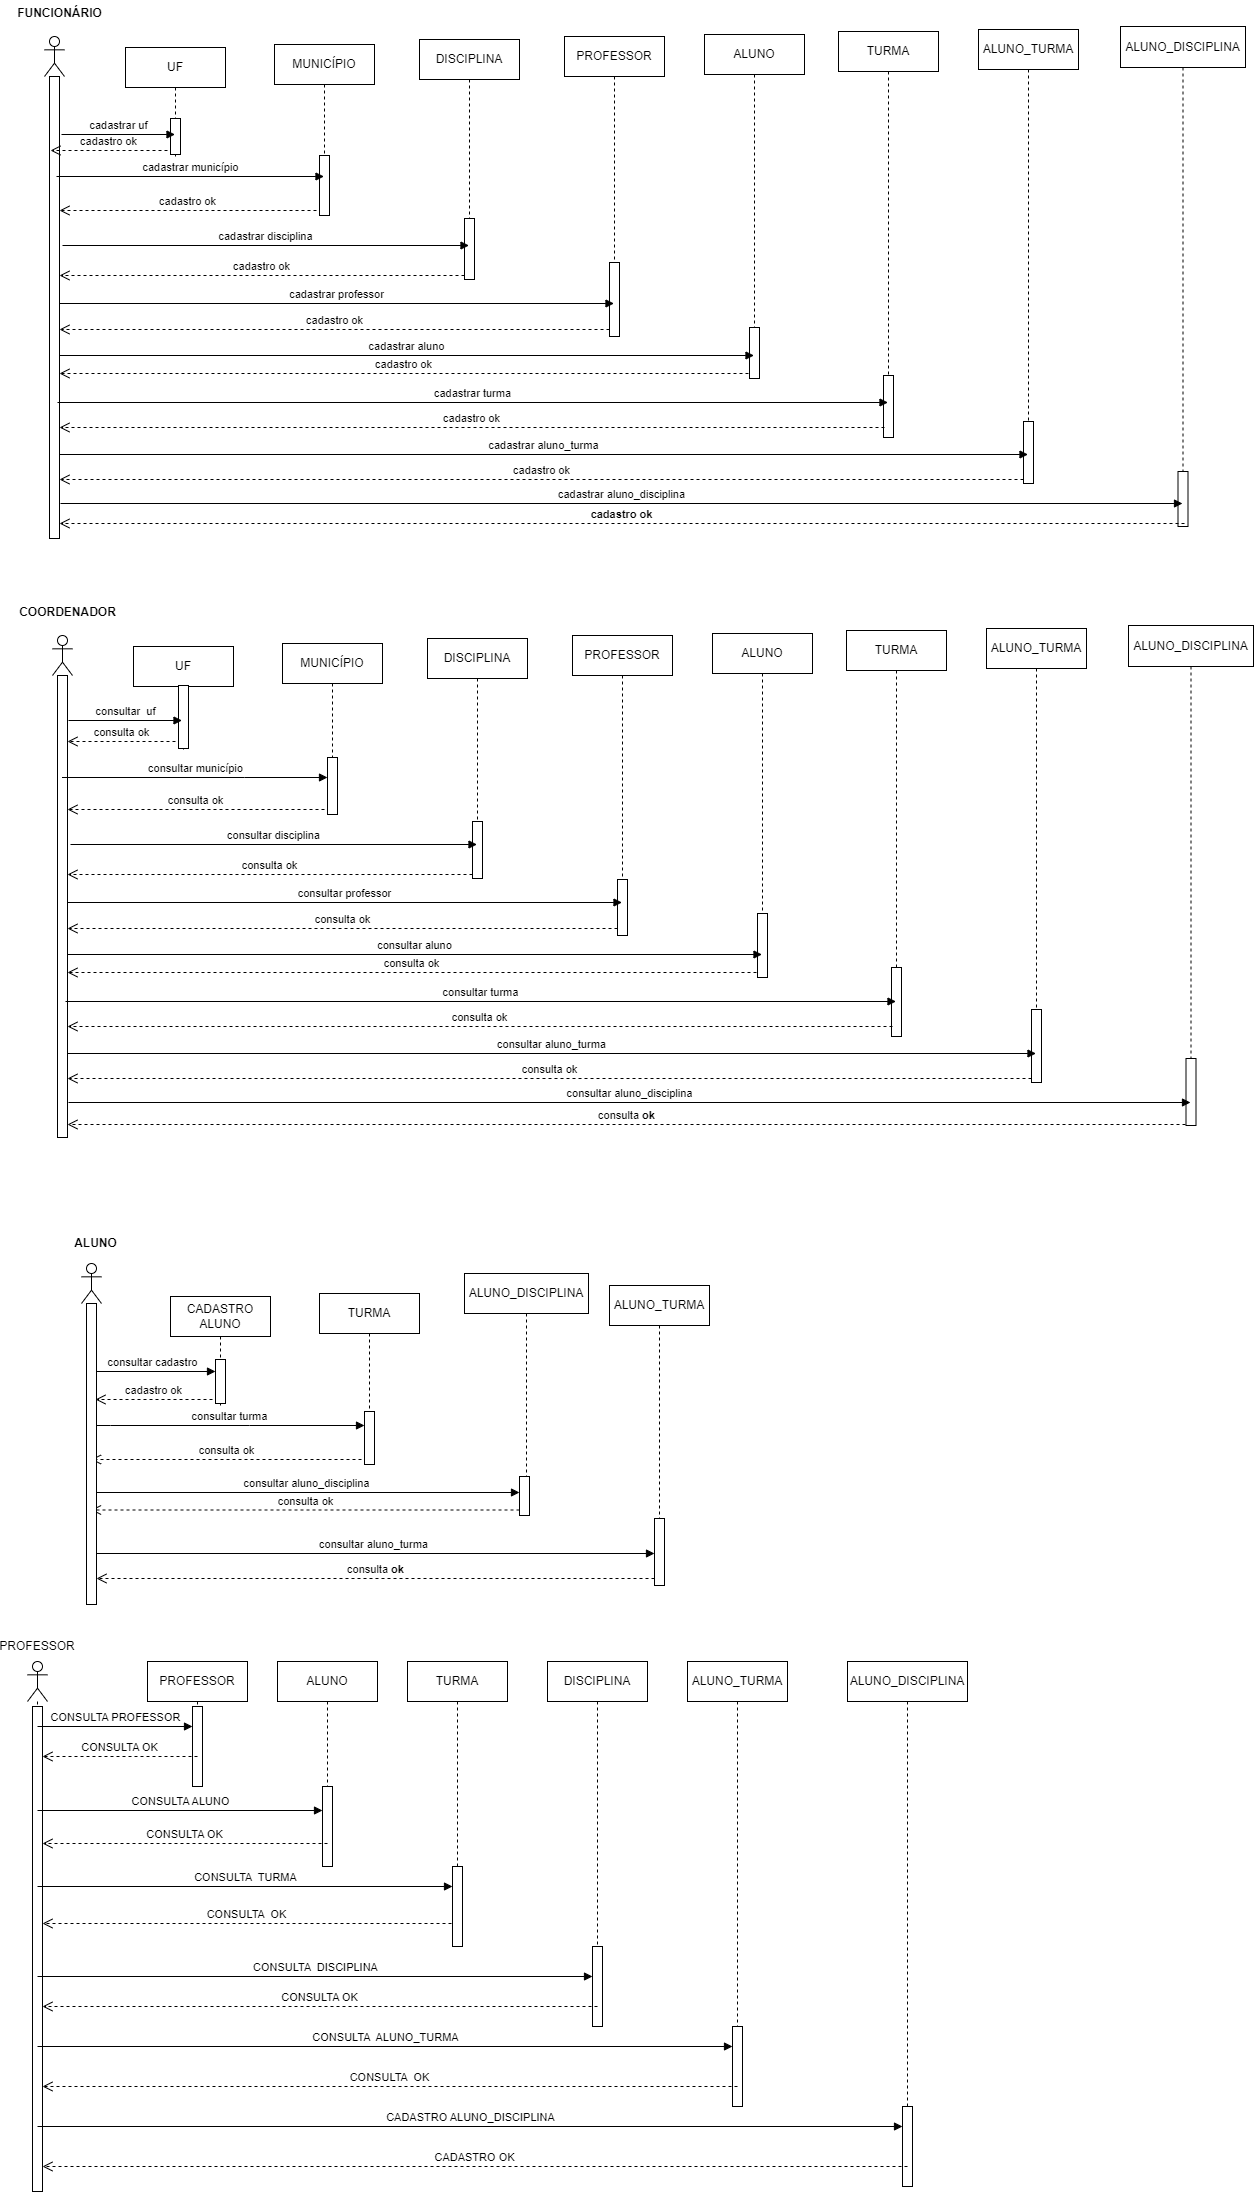 FUNCIONÁRIO
UF
MUNICÍPIO
DISCIPLINA
PROFESSOR
ALUNO
TURMA
ALUNO_TURMA
ALUNO_DISCIPLINA
cadastrar uf
cadastro ok
cadastrar município
cadastro ok
cadastrar disciplina
cadastro ok
cadastrar professor
cadastro ok
cadastrar aluno
cadastro ok
cadastrar turma
cadastro ok
cadastrar aluno_turma
cadastro ok
cadastrar aluno_disciplina
cadastro ok
COORDENADOR
UF
MUNICÍPIO
DISCIPLINA
PROFESSOR
ALUNO
TURMA
ALUNO_TURMA
ALUNO_DISCIPLINA
consultar uf
consulta ok
consultar município
consulta ok
consultar disciplina
consulta ok
consultar professor
consulta ok
consultar aluno
consulta ok
consultar turma
consulta ok
consultar aluno_turma
consulta ok
consultar aluno_disciplina
consulta ok
ALUNO
CADASTRO
ALUNO
TURMA
ALUNO_DISCIPLINA
ALUNO_TURMA
consultar cadastro
cadastro ok
consultar turma
consulta ok
consultar aluno_disciplina
consulta ok
consultar aluno_turma
consulta ok
PROFESSOR
PROFESSOR
ALUNO
TURMA
DISCIPLINA
ALUNO_TURMA
ALUNO_DISCIPLINA
CONSULTA PROFESSOR
CONSULTA OK
CONSULTA ALUNO
CONSULTA OK
CONSULTA TURMA
CONSULTA OK
CONSULTA DISCIPLINA
CONSULTA OK
CONSULTA ALUNO_TURMA
CONSULTA OK
CADASTRO ALUNO_DISCIPLINA
CADASTRO OK